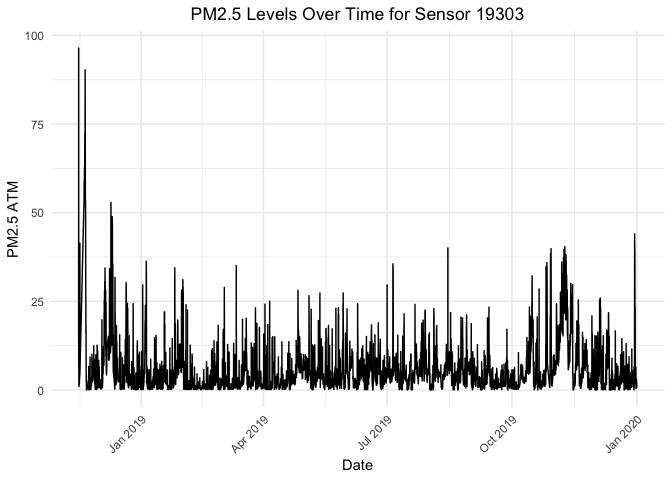 PM2.5 Levels Over Time for Sensor 19303
100
75
50
25
0
PM2.5 ATM
Jan 2019
Apr 2019
Jul 2019
Oct 2019
Jan 2020
Date